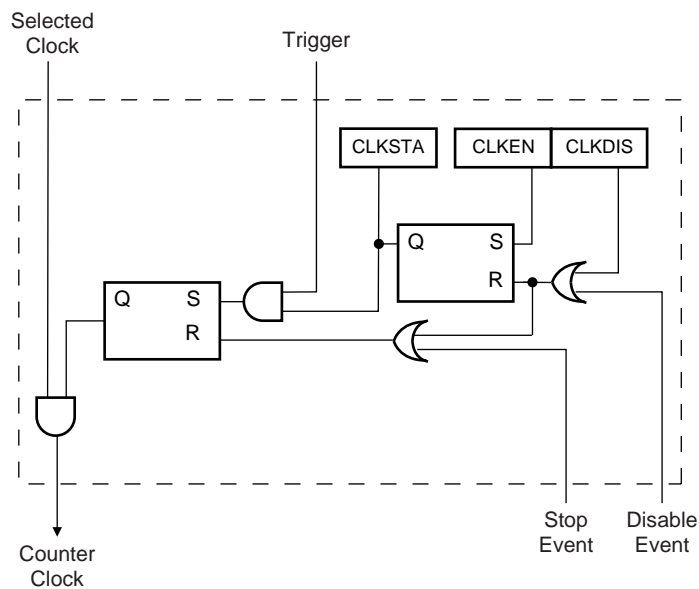 Selected
Clock
Trigger
CLKSTA
CLKEN
CLKDIS
Q
S
R
Q
S
R
Stop
Event
Disable
Event
Counter
Clock